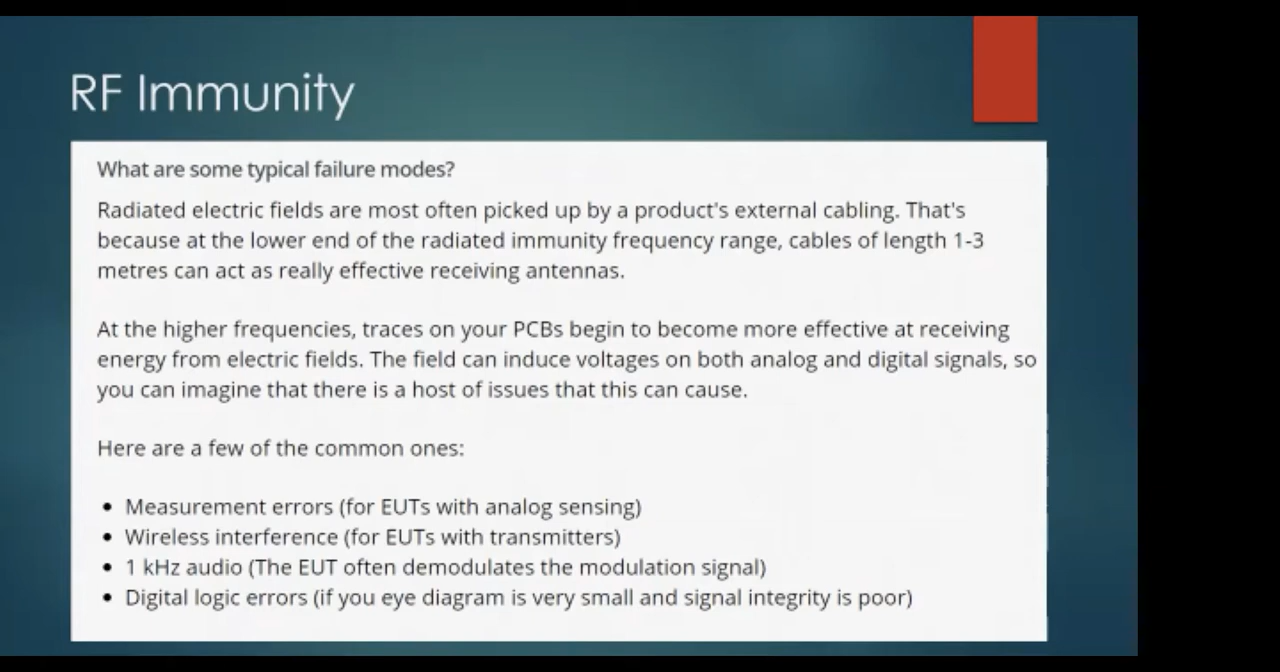 RF Immunity
What are some typical failure modes?
Radiated electric fields are most often picked up by a product's external cabling. That's
because at the lower end of the radiated immunity frequency range, cables of length 1-3
metres can act as really effective receiving antennas.
At the higher frequencies, traces on your PCBs begin to become more effective at receiving
energy from electric fields. The field can induce voltages on both analog and digital signals, so
you can imagine that there is a host of issues that this can cause.
Here are a few of the common ones:
• Measurement errors (for EUTs with analog sensing)
• Wireless interference (for EUTs with transmitters)
• 1 kHz audio (The EUT often demodulates the modulation signal)
• Digital logic errors (if you eye diagram is very small and signal integrity is poor)